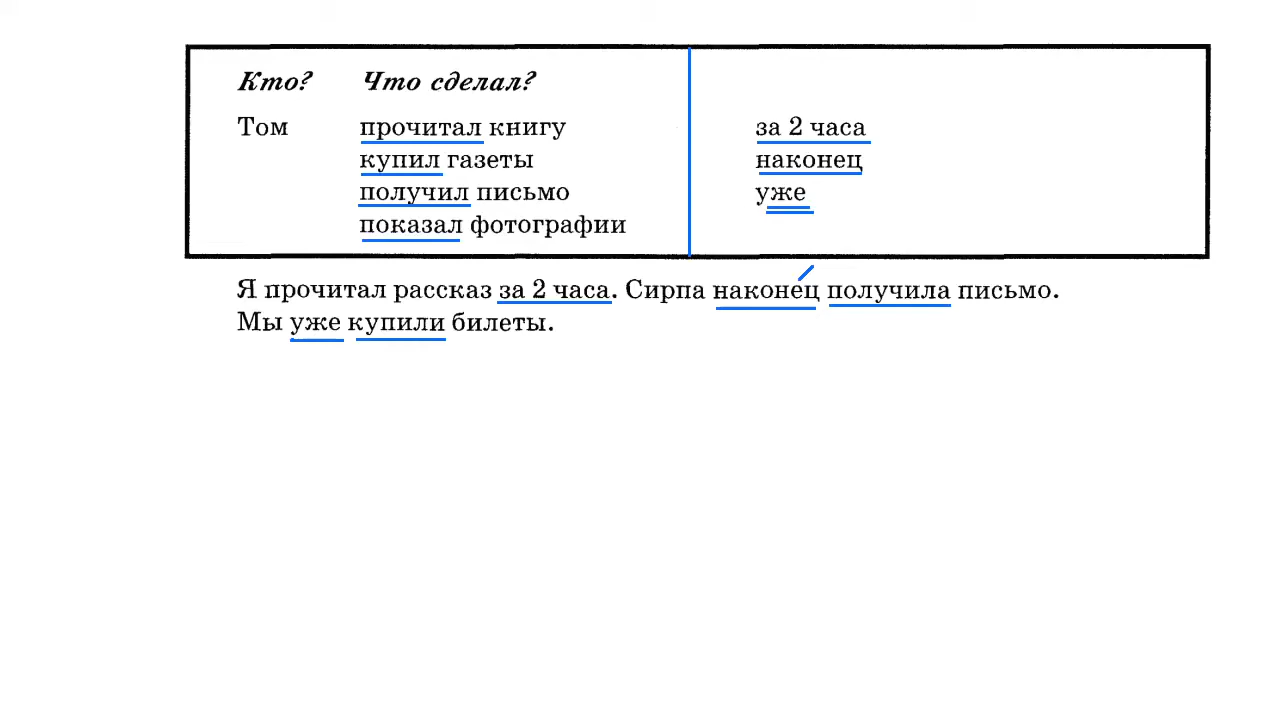 Кто? Что сделал?
Том прочитал книгу за 2 часа
купил газеты наконец
получил письмо уже
показал фотографии
Я прочитал рассказ за 2 часа. Сирпа наконец получила письмо.
Мы уже купили билеты.